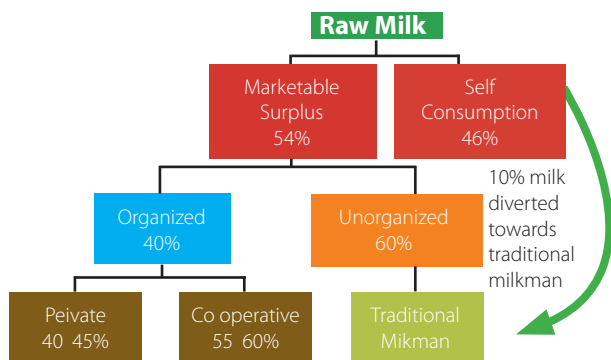 Raw Milk
Marketable
Surplus
54%
Self
Consumption
46%
10% milk
diverted
towards
traditional
milkman
Organized
40%
Unorganized
60%
Peivate
40 45%
Co operative
55 60%
Traditional
Mikman